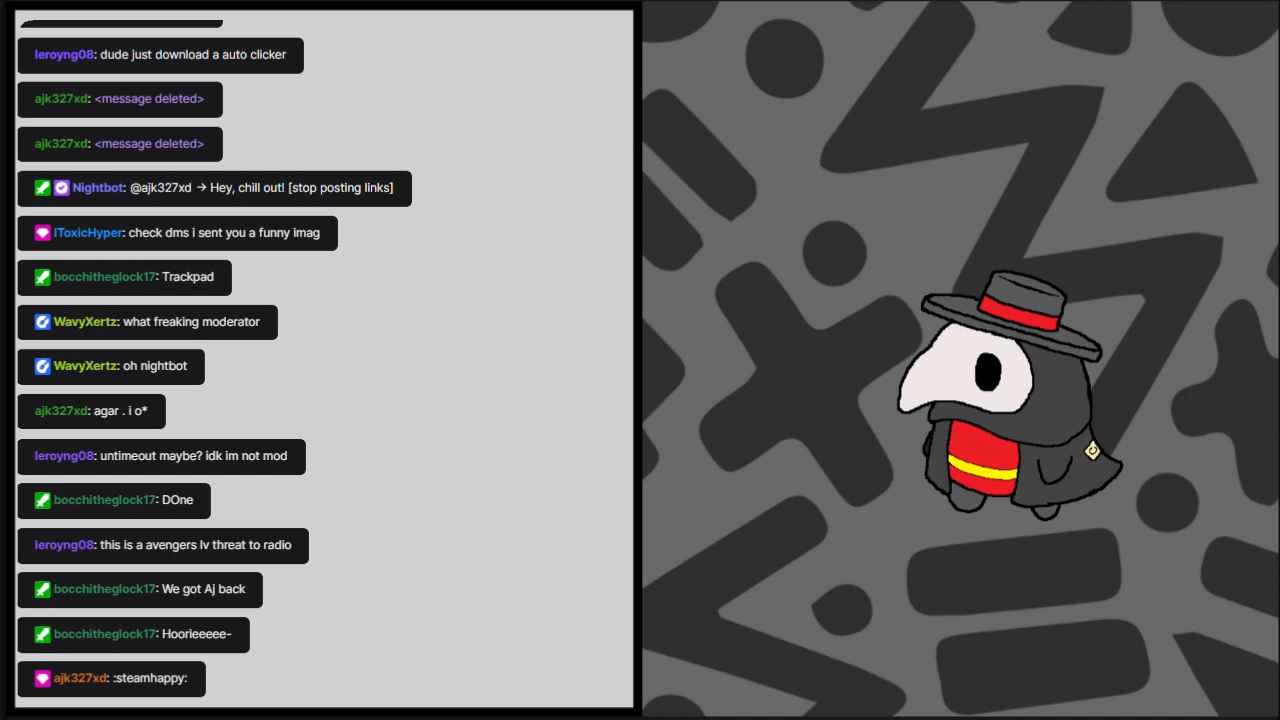 leroyng08: dude just download a auto clicker
ajk327xd: <message deleted>
ajk327xd: <message deleted>
Nightbot: @ajk327xd → Hey, chill out! [stop posting links]
IToxicHyper: check dms i sent you a funny imag
bocchitheglock17: Trackpad
WavyXertz: what freaking moderator
WavyXertz: oh nightbot
ajk327xd: agar . i o*
leroyng08: untimeout maybe? idk im not mod
bocchitheglock17: DOne
leroyng08: this is a avengers lv threat to radio
bocchitheglock17: We got Aj back
bocchitheglock17: Hoorieeeee-
ajk327xd: :steamhappy: